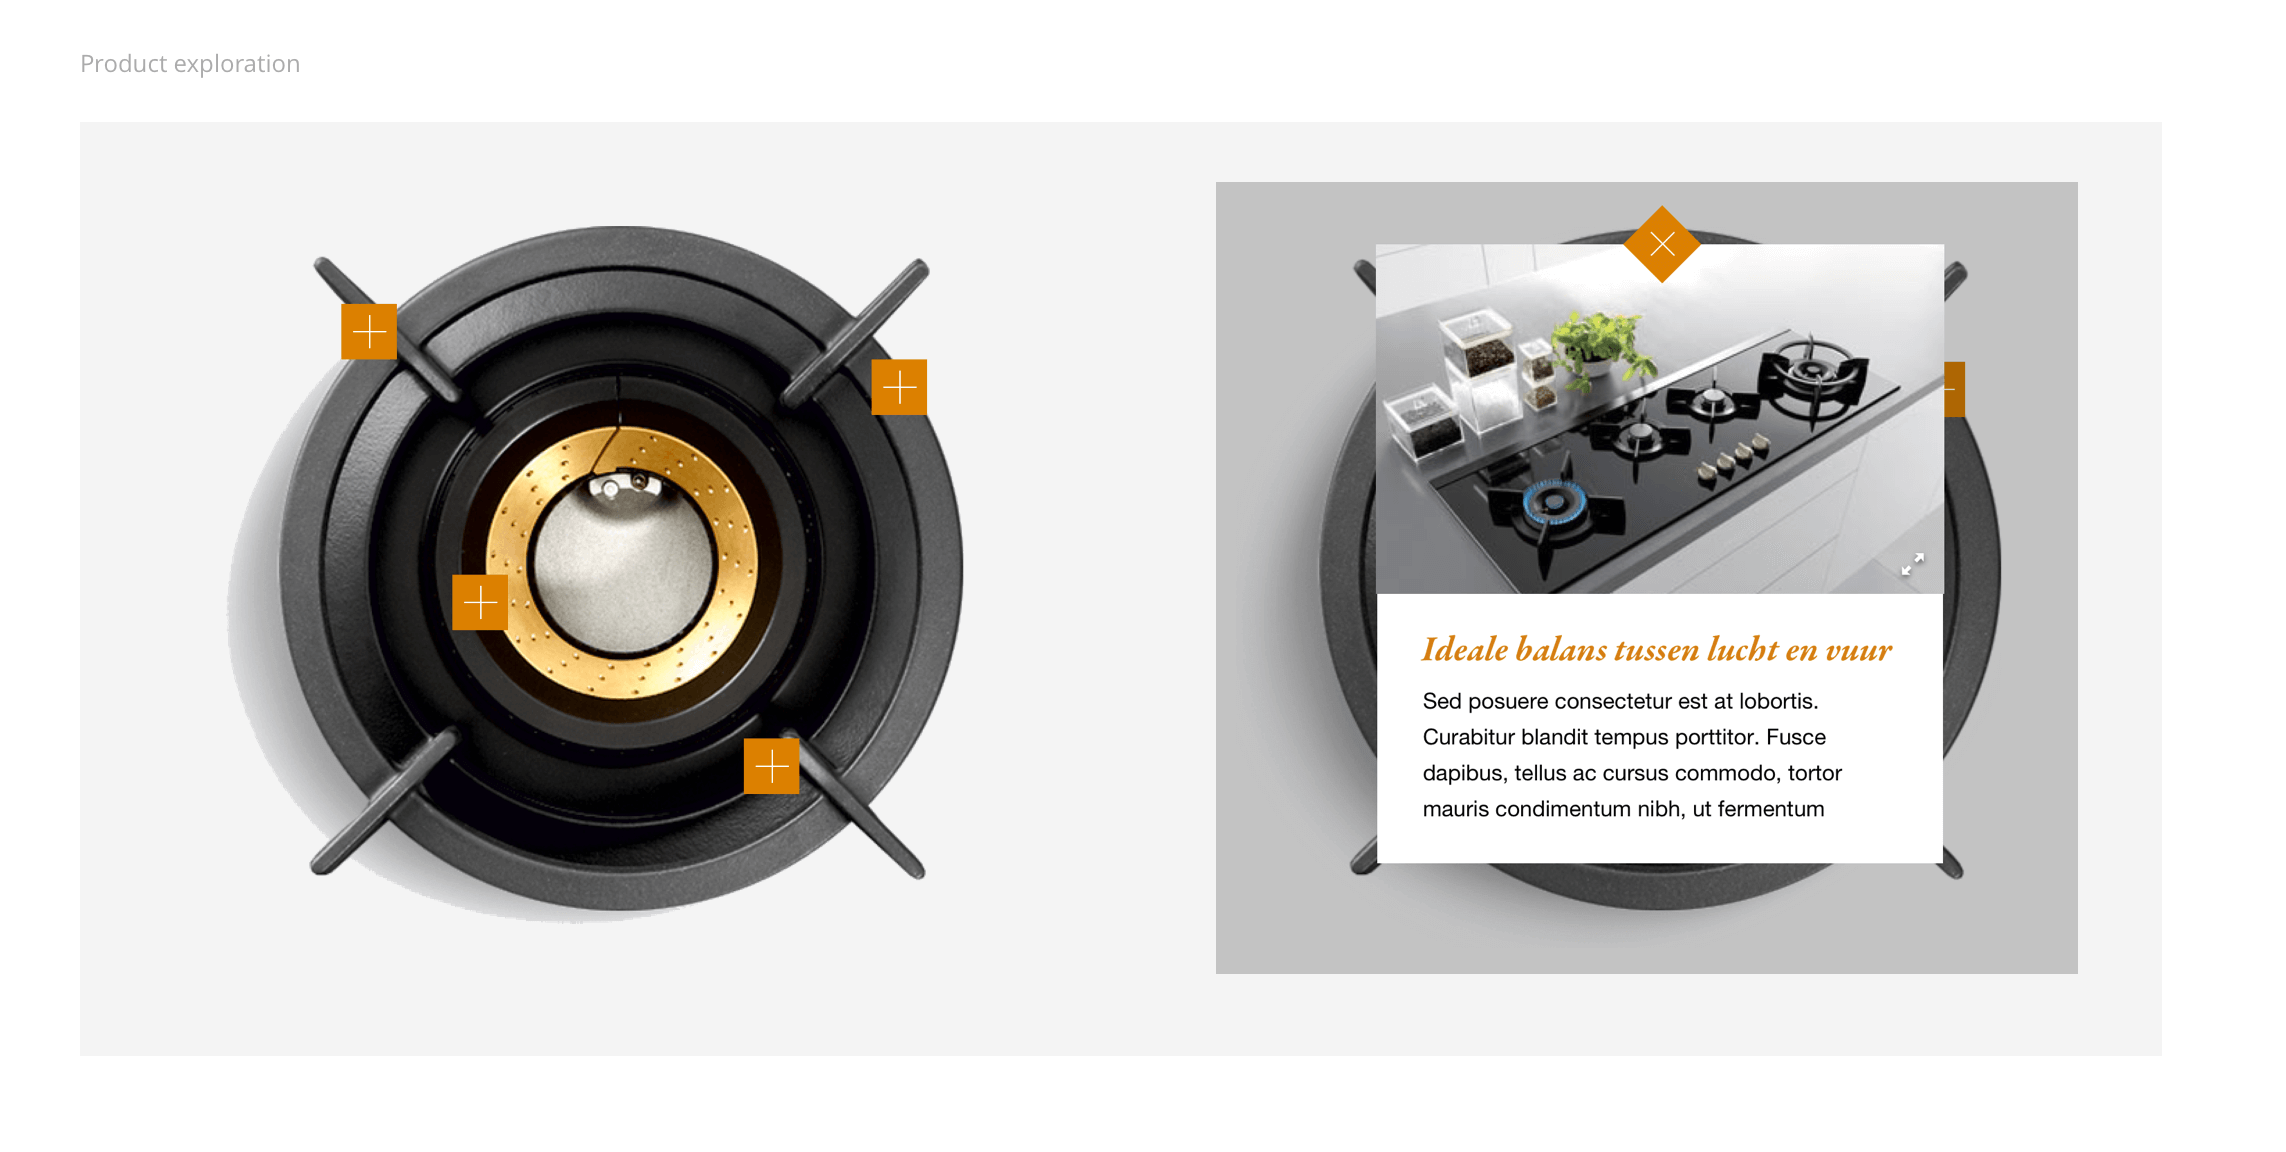 Product exploration
Ideale balans tussen lucht en vuur
Sed posuere consectetur est at lobortis.
Curabitur blandit tempus porttitor. Fusce
dapibus, tellus ac cursus commodo, tortor
mauris condimentum nibh, ut fermentum